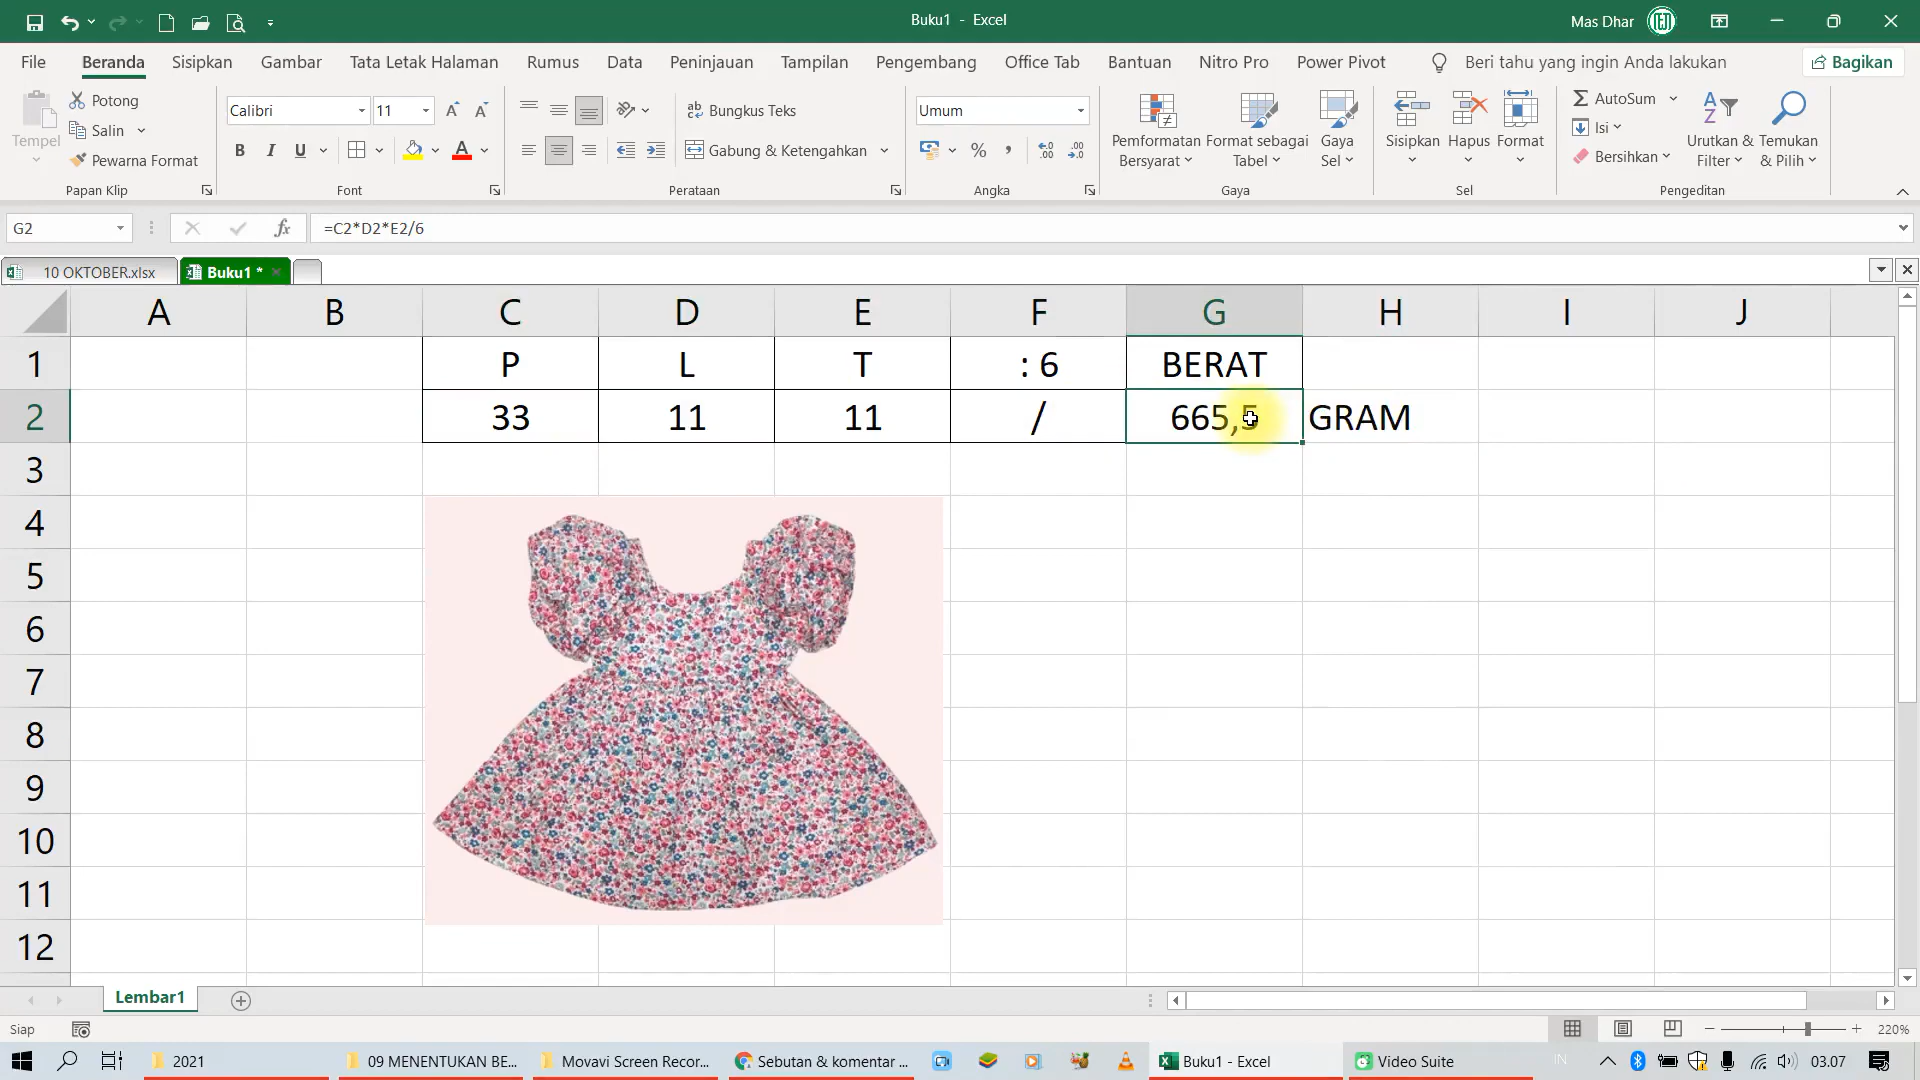 Buku1 - Excel
Mas Dhar
File Beranda Sisipkan Gambar Tata Letak Halaman Rumus Data Peninjauan Tampilan Pengembang Office Tab Bantuan Nitro Pro Power Pivot Beri tahu yang ingin Anda lakukan Bagikan
Tempel
Potong
Salin
Pewarna Format
Papan Klip
Calibri 11
B I U
Font
Bungkus Teks
Gabung & Ketengahkan
Perataan
Umum
Angka
Pemformatan Bersyarat
Format sebagai Tabel
Gaya Sel
Gaya
Sisipkan Hapus Format
Sel
AutoSum
Isi
Bersihkan
Urutkan & Filter
Temukan & Pilih
Pengeditan
G2 fx =C2*D2*E2/6
10 OKTOBER.xlsx Buku1 *
A B C D E F G H I J
1 P L T : 6 BERAT
2 33 11 11 / 665,5 GRAM
3
4
5
6
7
8
9
10
11
12
Lembar1
Siap 220%
2021 09 MENENTUKAN BE... Movavi Screen Recor... Sebutan & komentar ... Buku1 - Excel Video Suite IN 03.07